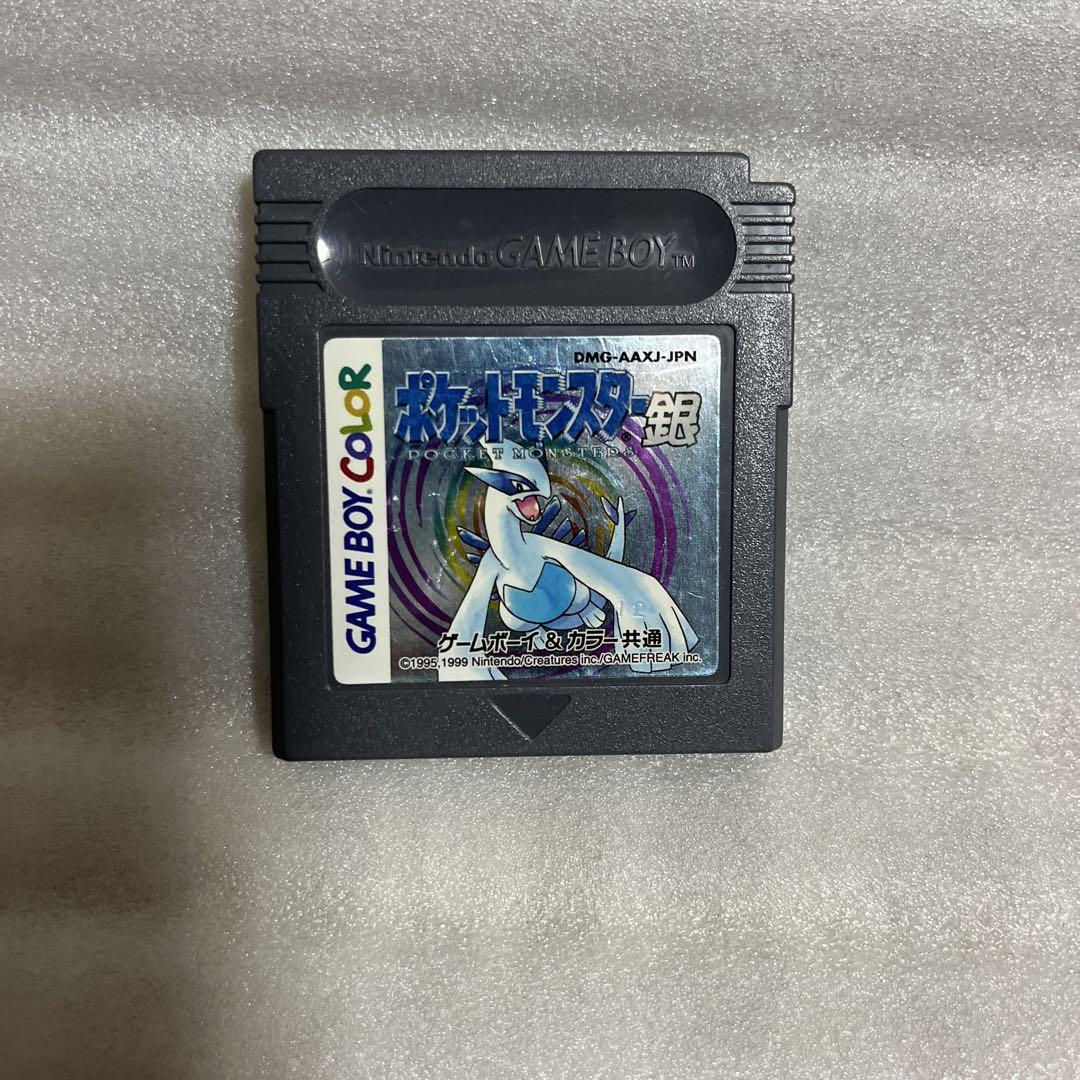 Nintendo GAME BOY TM
DMG-AAXJ-JPN
ポケットモンスター銀
POCKET MONSTERS
GAME BOY COLOR
ゲームボーイ&カラー共通
©1995,1999 Nintendo/Creatures inc./GAMEFREAK inc.
12